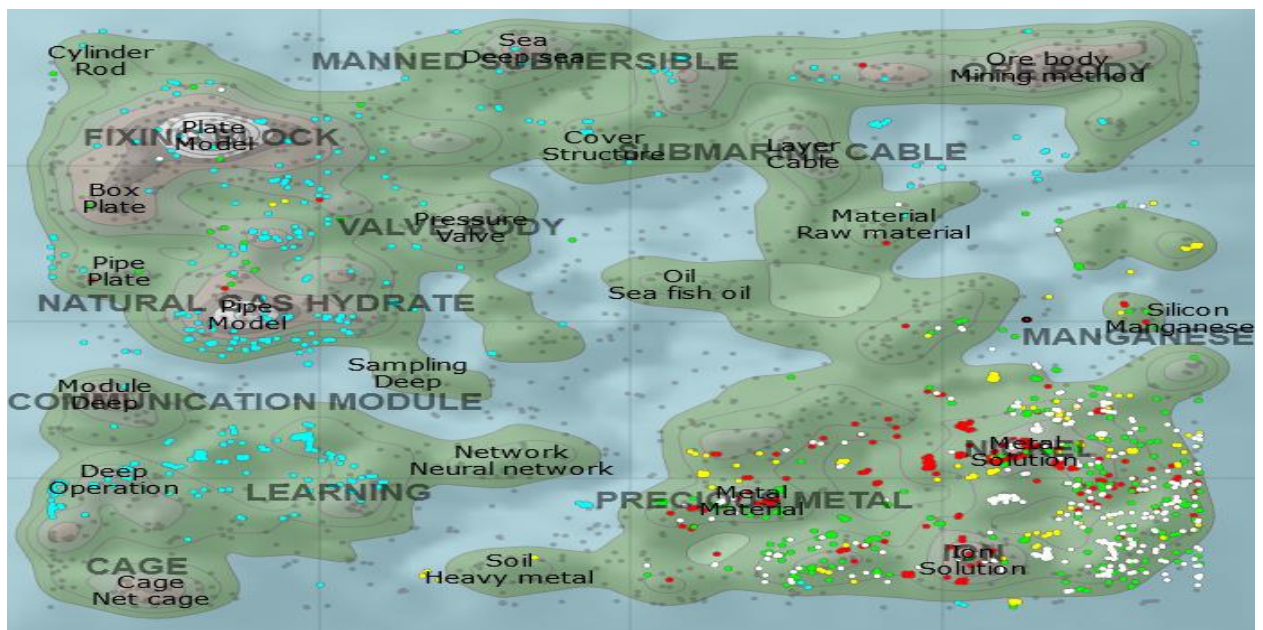 Cylinder
Rod
MANNED SUBMERSIBLE
Sea
Deep sea
ORE BODY
Ore body
Mining method
FIXING BLOCK
Plate
Model
Cover
Structure
SUBMARINE CABLE
Layer
Cable
Box
Plate
VALVE BODY
Pressure
Valve
Material
Raw material
Pipe
Plate
NATURAL GAS HYDRATE
Pipe
Model
Oil
Sea fish oil
Silicon
Manganese
MANGANESE
Sampling
Deep
Module
Deep
COMMUNICATION MODULE
Network
Neural network
NICKEL
Metal
Solution
Deep
Operation
LEARNING
PRECIOUS METAL
Metal
Material
Ion
Solution
CAGE
Cage
Net cage
Soil
Heavy metal